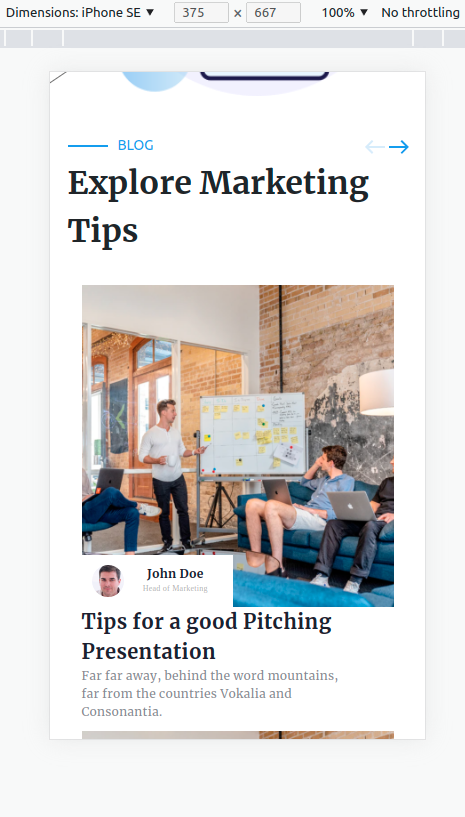 Dimensions: iPhone SE ▼ 375 × 667 100% ▼ No throttling
BLOG
Explore Marketing
Tips
John Doe
Head of Marketing
Tips for a good Pitching
Presentation
Far far away, behind the word mountains,
far from the countries Vokalia and
Consonantia.